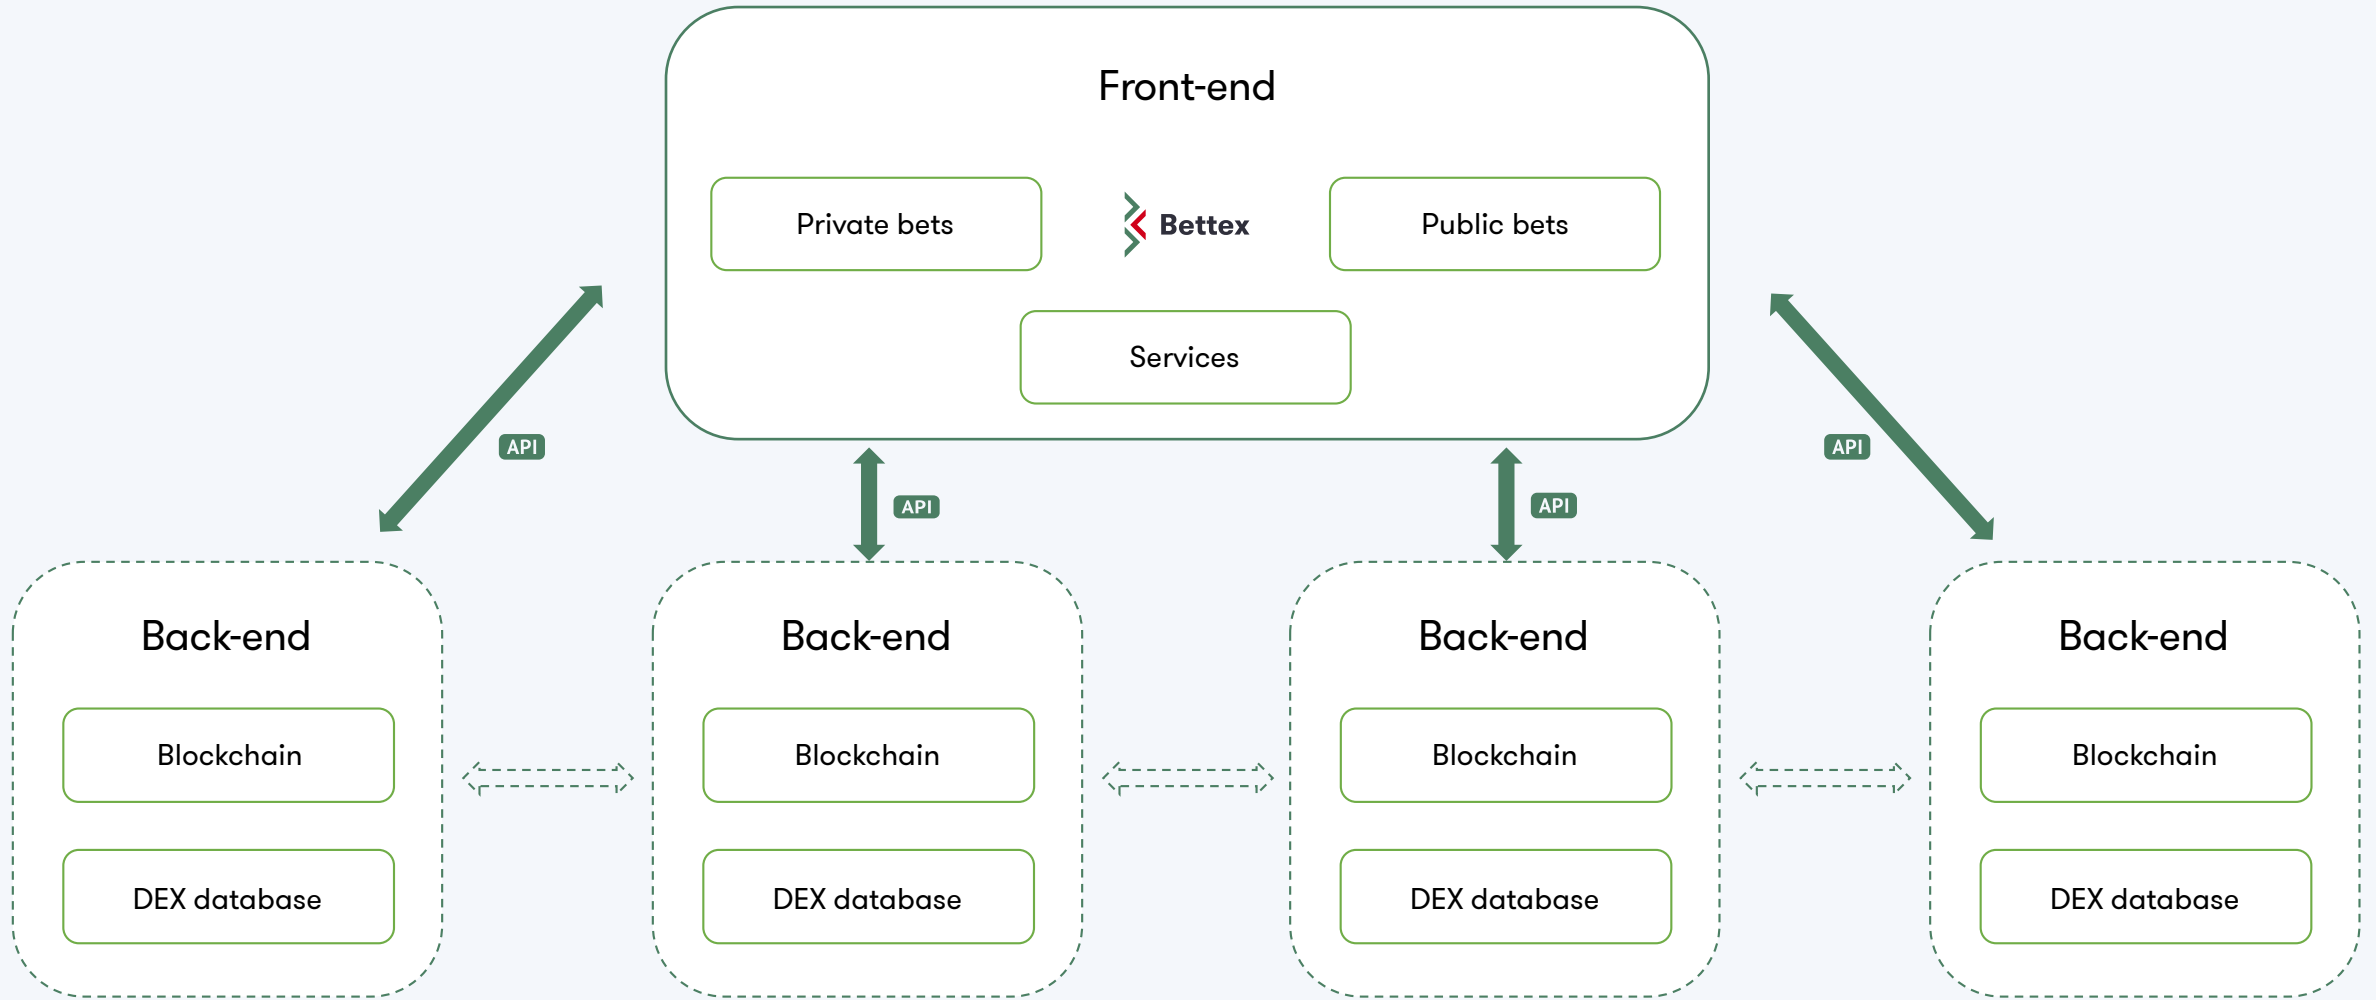 Front-end
Private bets
Bettex
Public bets
Services
API
API
API
API
Back-end
Back-end
Back-end
Back-end
Blockchain
Blockchain
Blockchain
Blockchain
DEX database
DEX database
DEX database
DEX database